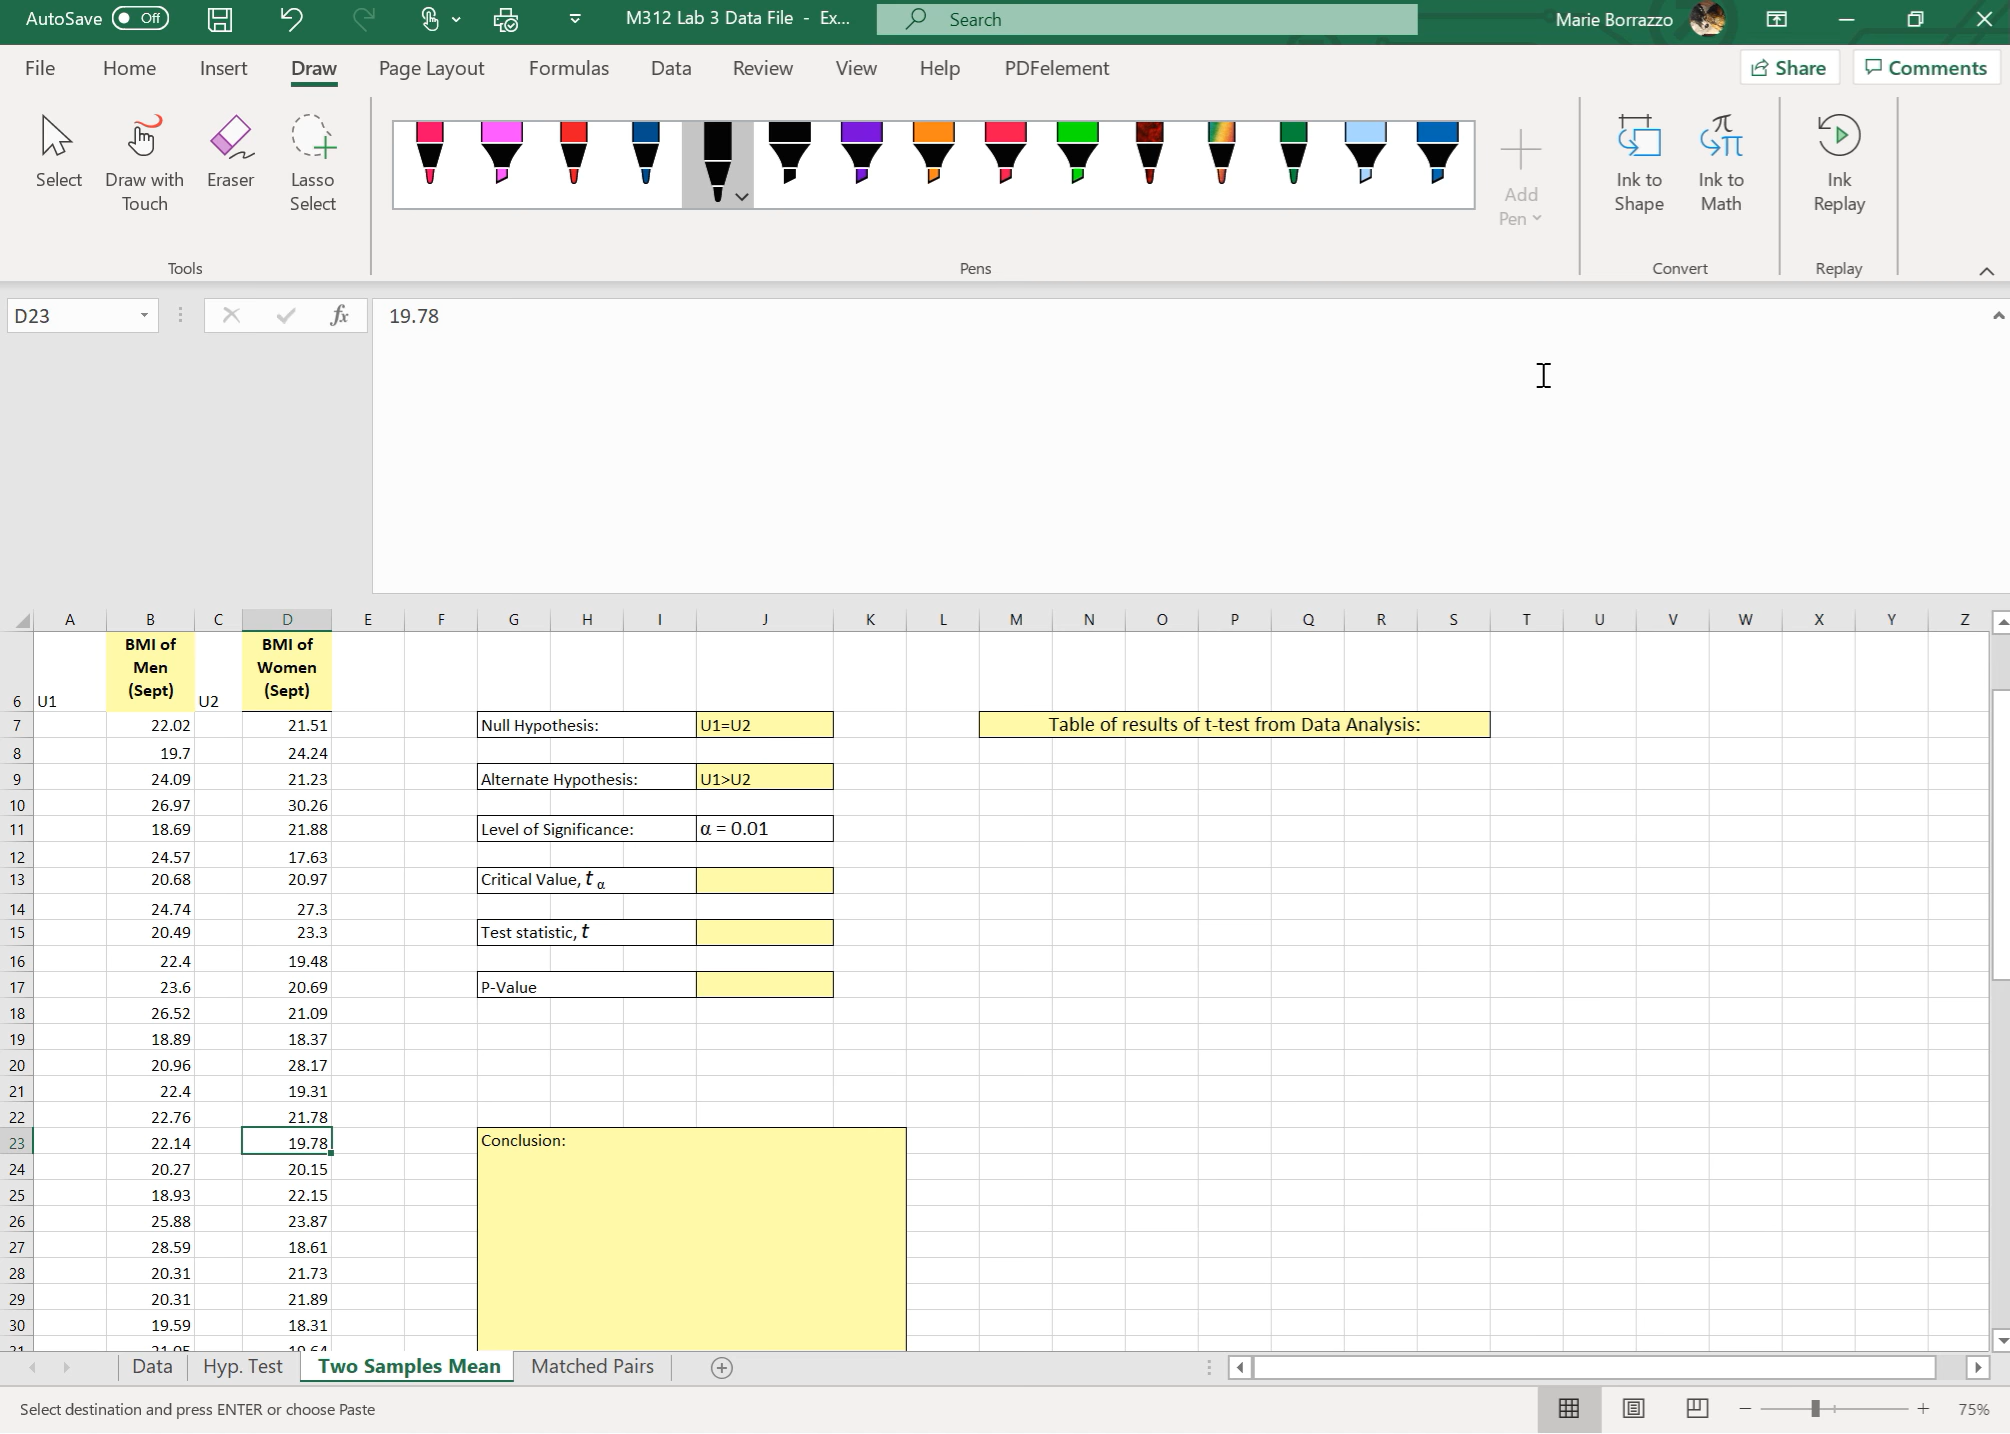 AutoSave Off M312 Lab 3 Data File - Ex... Search Marie Borrazzo
File Home Insert Draw Page Layout Formulas Data Review View Help PDFelement Share Comments
Select Draw with Touch Eraser Lasso Select Add Pen Ink to Shape Ink to Math Ink Replay
Tools Pens Convert Replay
D23 fx 19.78
A B C D E F G H I J K L M N O P Q R S T U V W X Y Z
6 U1 BMI of Men (Sept) U2 BMI of Women (Sept)
7 22.02 21.51 Null Hypothesis: U1=U2 Table of results of t-test from Data Analysis:
8 19.7 24.24
9 24.09 21.23 Alternate Hypothesis: U1>U2
10 26.97 30.26
11 18.69 21.88 Level of Significance: α = 0.01
12 24.57 17.63
13 20.68 20.97 Critical Value, t α
14 24.74 27.3
15 20.49 23.3 Test statistic, t
16 22.4 19.48
17 23.6 20.69 P-Value
18 26.52 21.09
19 18.89 18.37
20 20.96 28.17
21 22.4 19.31
22 22.76 21.78
23 22.14 19.78 Conclusion:
24 20.27 20.15
25 18.93 22.15
26 25.88 23.87
27 28.59 18.61
28 20.31 21.73
29 20.31 21.89
30 19.59 18.31
Data Hyp. Test Two Samples Mean Matched Pairs
Select destination and press ENTER or choose Paste 75%